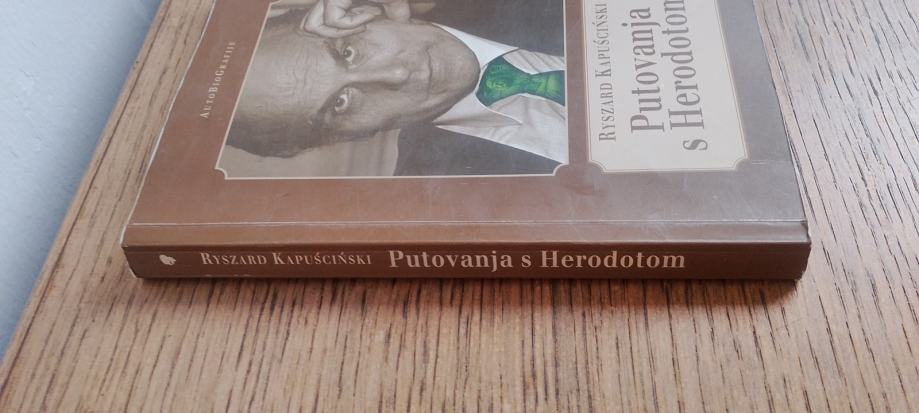 AutoBioGrafije
Ryszard Kapuściński
Putovanja
s Herodotom
Ryszard Kapuściński Putovanja s Herodotom